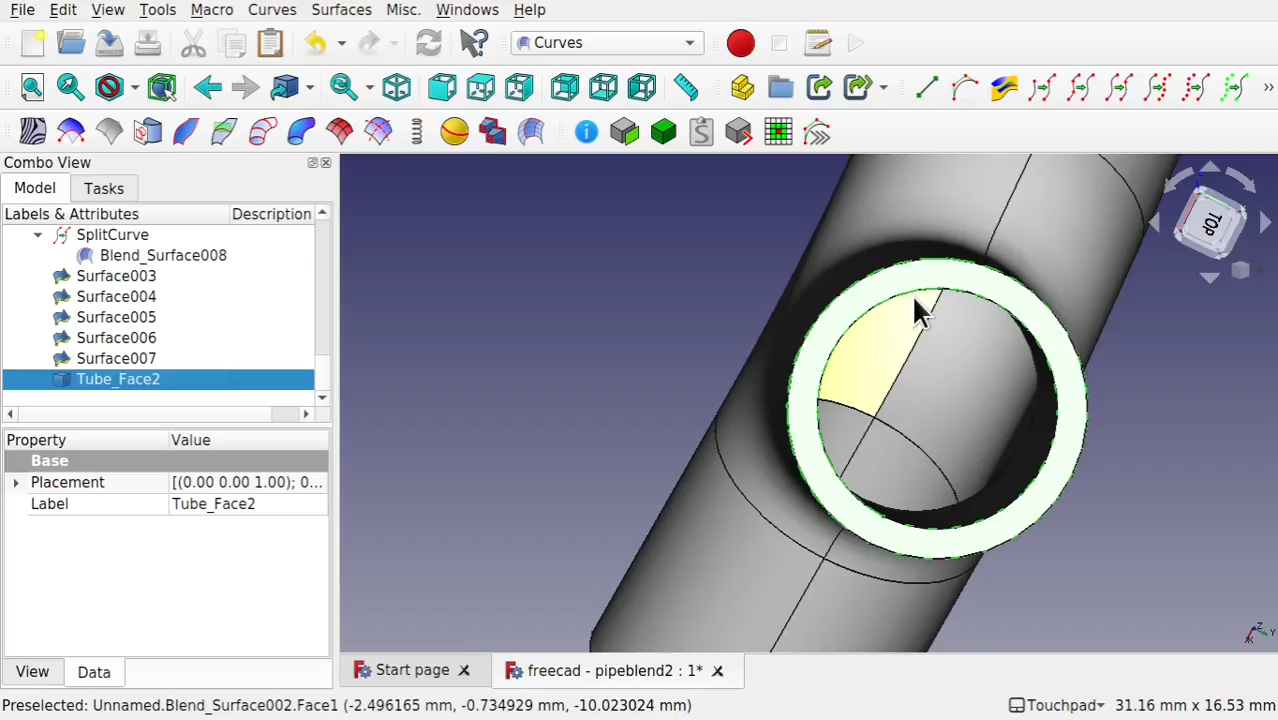 File Edit View Tools Macro Curves Surfaces Misc. Windows Help
Curves
Combo View
Model Tasks
Labels & Attributes Description
SplitCurve
Blend_Surface008
Surface003
Surface004
Surface005
Surface006
Surface007
Tube_Face2
Property Value
Base
Placement [(0.00 0.00 1.00); 0...
Label Tube_Face2
View Data
TOP
Start page
freecad - pipeblend2 : 1*
Preselected: Unnamed.Blend_Surface002.Face1 (-2.496165 mm, -0.734929 mm, -10.023024 mm) Touchpad 31.16 mm x 16.53 mm